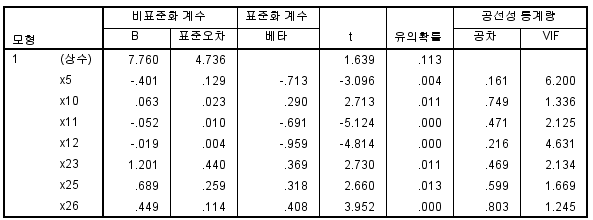 모형 비표준화 계수 표준화 계수 t 유의확률 공선성 통계량
B 표준오차 베타 공차 VIF
1 (상수) 7.760 4.736 1.639 .113
x5 -.401 .129 -.713 -3.096 .004 .161 6.200
x10 .063 .023 .290 2.713 .011 .749 1.336
x11 -.052 .010 -.691 -5.124 .000 .471 2.125
x12 -.019 .004 -.959 -4.814 .000 .216 4.631
x23 1.201 .440 .369 2.730 .011 .469 2.134
x25 .689 .259 .318 2.660 .013 .599 1.669
x26 .449 .114 .408 3.952 .000 .803 1.245